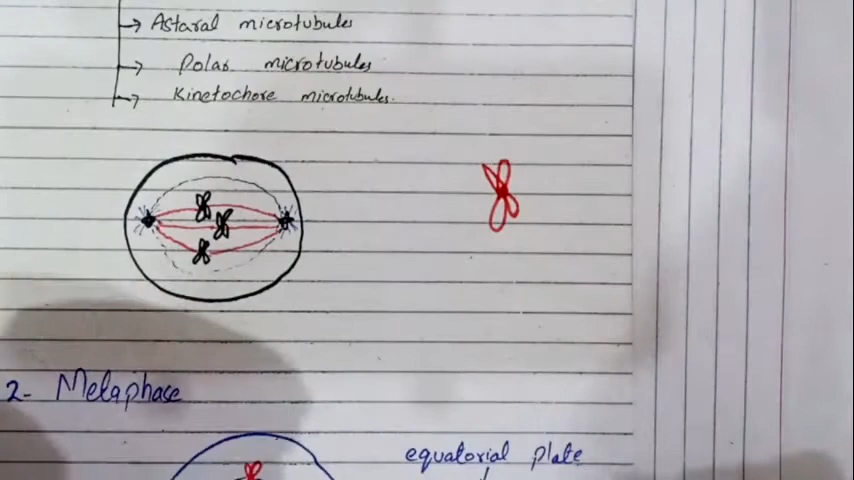 → Astaral microtubules
→ Polar microtubules
→ Kinetochore microtubules.
2- Metaphase
equatorial plate